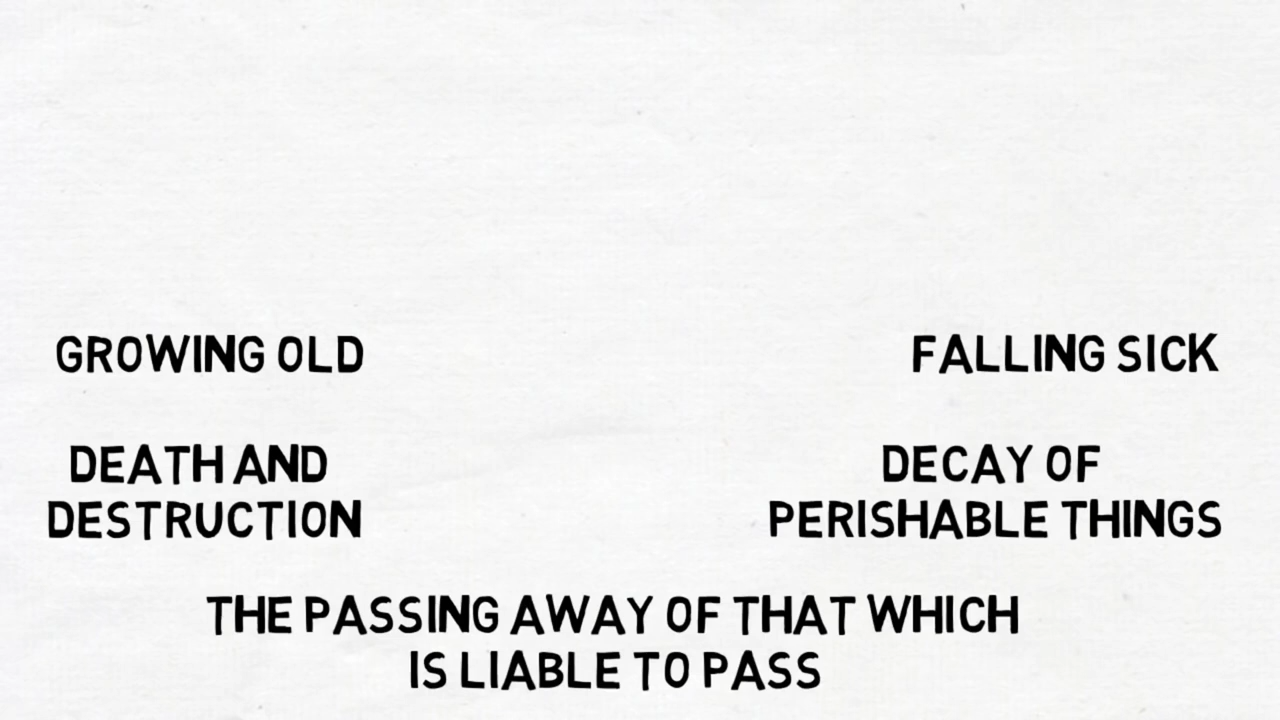 GROWING OLD
FALLING SICK
DEATH AND
DESTRUCTION
DECAY OF
PERISHABLE THINGS
THE PASSING AWAY OF THAT WHICH
IS LIABLE TO PASS